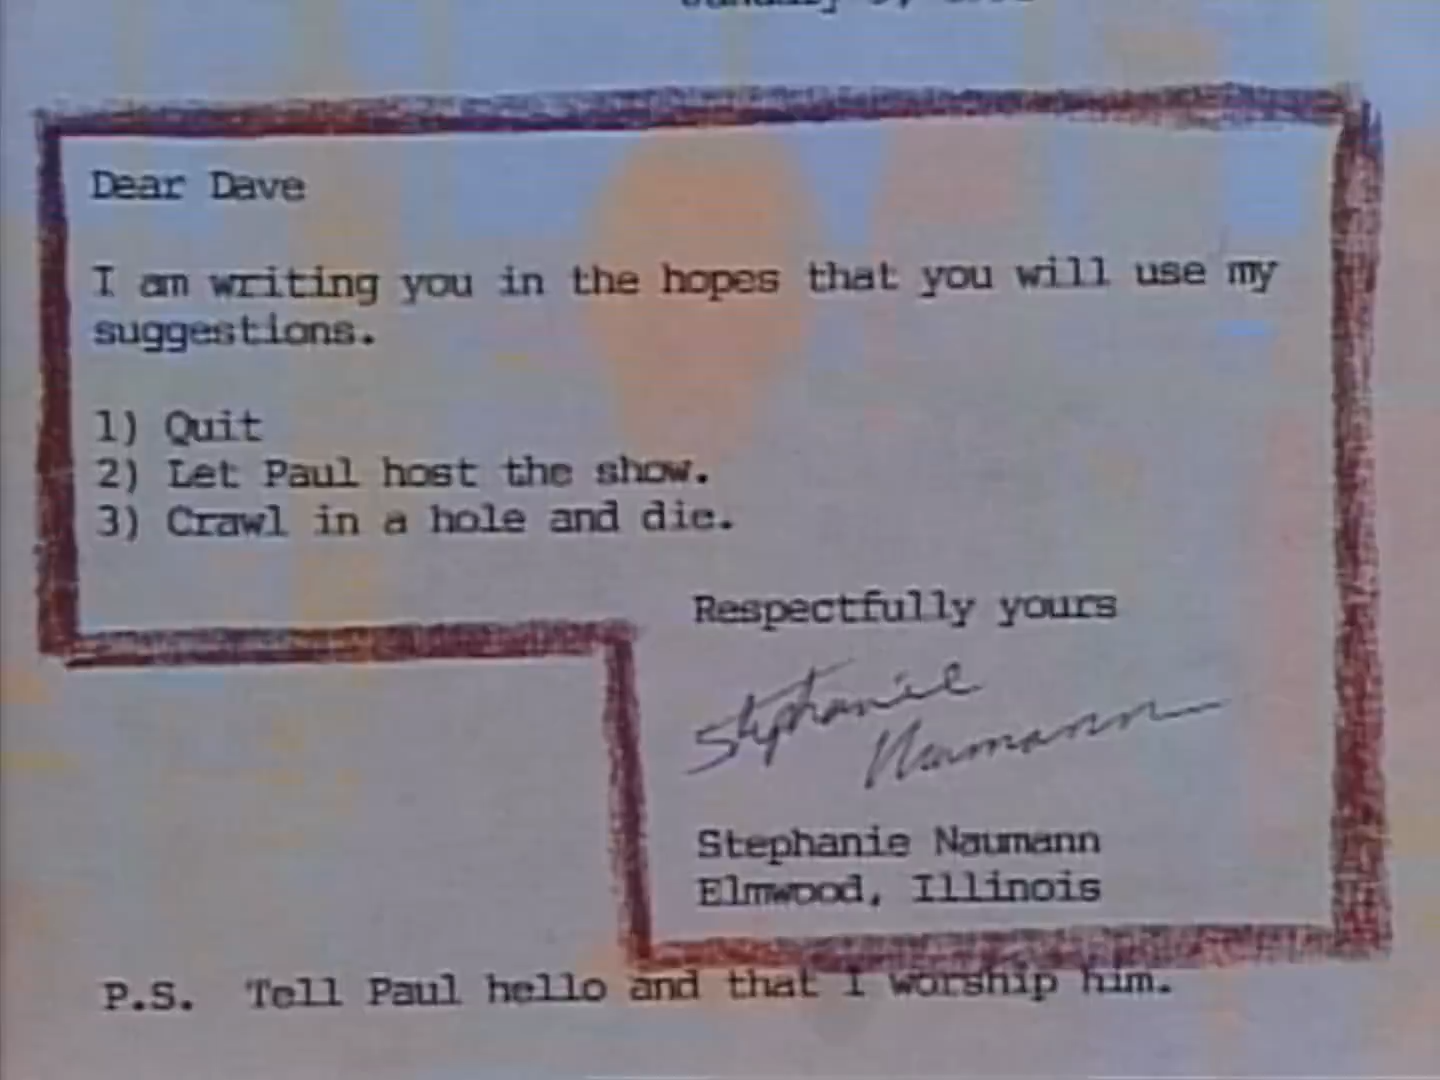 Dear Dave
I am writing you in the hopes that you will use my
suggestions.
1) Quit
2) Let Paul host the show.
3) Crawl in a hole and die.
Respectfully yours
Stephanie
Naumann
Stephanie Naumann
Elmwood, Illinois
P.S. Tell Paul hello and that I worship him.